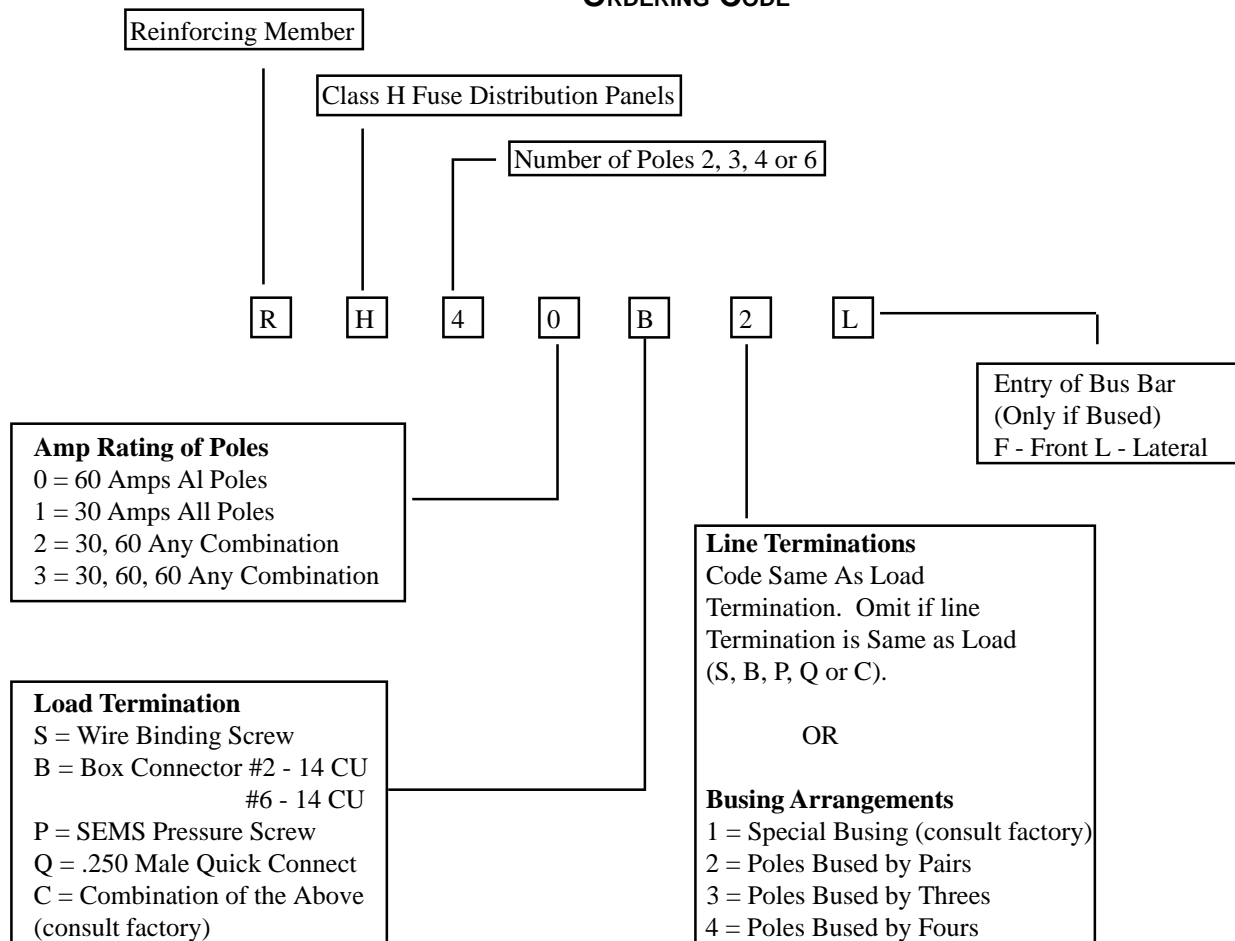 ORDERING CODE
Reinforcing Member
Class H Fuse Distribution Panels
Number of Poles 2, 3, 4 or 6
R H 4 0 B 2 L
Entry of Bus Bar
(Only if Bused)
F - Front L - Lateral
Amp Rating of Poles
0 = 60 Amps Al Poles
1 = 30 Amps All Poles
2 = 30, 60 Any Combination
3 = 30, 60, 60 Any Combination
Line Terminations
Code Same As Load
Termination. Omit if line
Termination is Same as Load
(S, B, P, Q or C).
OR
Busing Arrangements
1 = Special Busing (consult factory)
2 = Poles Bused by Pairs
3 = Poles Bused by Threes
4 = Poles Bused by Fours
Load Termination
S = Wire Binding Screw
B = Box Connector #2 - 14 CU
#6 - 14 CU
P = SEMS Pressure Screw
Q = .250 Male Quick Connect
C = Combination of the Above
(consult factory)